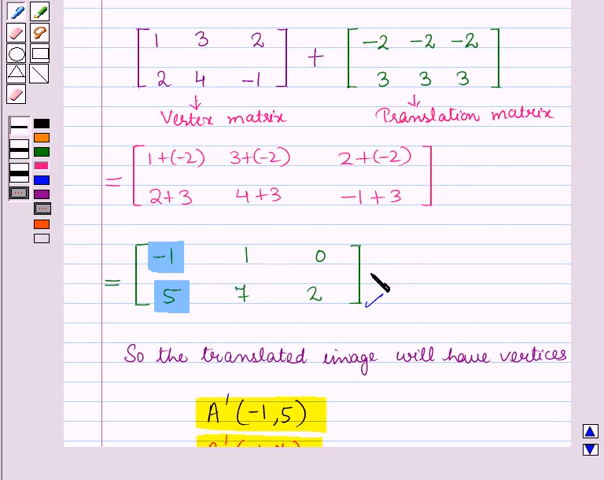 [1 3 2 2 4 -1] + [-2 -2 -2 3 3 3]
Vertex matrix Translation matrix
= [1+(-2) 3+(-2) 2+(-2) 2+3 4+3 -1+3]
= [-1 1 0 5 7 2]
So the translated image will have vertices
A'(-1,5)